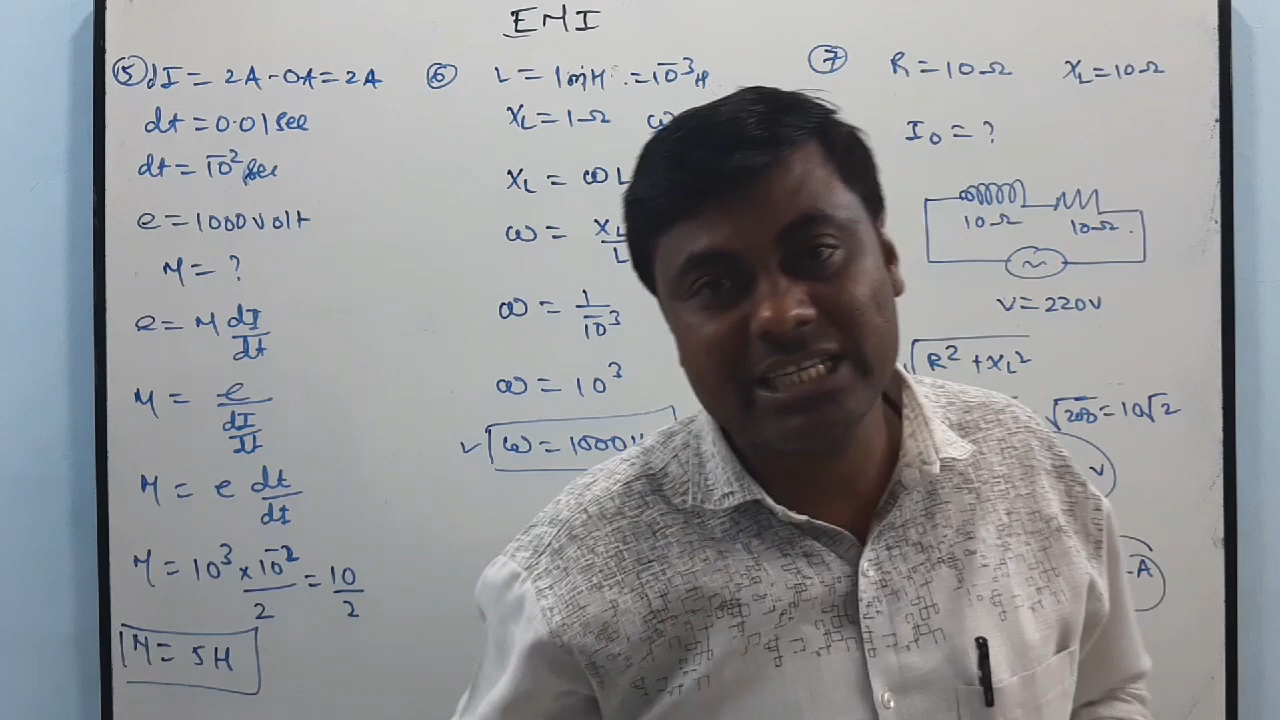 EMI
⑤ dI = 2A - 0A = 2A
dt = 0.01 sec
dt = 10⁻² sec
e = 1000 volt
M = ?
e = M dI/dt
M = e/(dI/dt)
M = e dt/dI
M = 10³ × 10⁻²/2 = 10/2
M = 5H
⑥ L = 1mH = 10⁻³ H
X_L = 1Ω ω
X_L = ωL
ω = X_L/L
ω = 1/10⁻³
ω = 10³
ω = 1000
⑦ R = 10Ω X_L = 10Ω
I₀ = ?
10Ω 10Ω
V = 220V
√(R² + X_L²)
√200 = 10√2
V
A